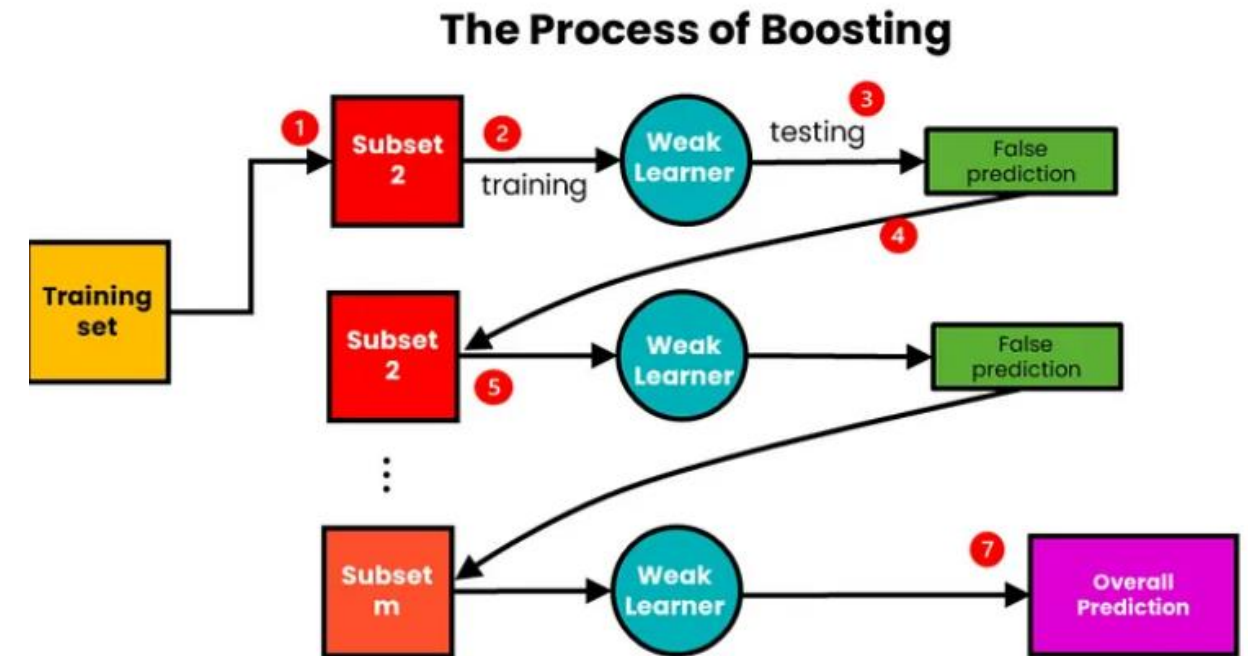 The Process of Boosting
1
Subset
2
2
training
Weak
Learner
3
testing
False
prediction
4
Training
set
Subset
2
5
Weak
Learner
False
prediction
Subset
m
Weak
Learner
7
Overall
Prediction